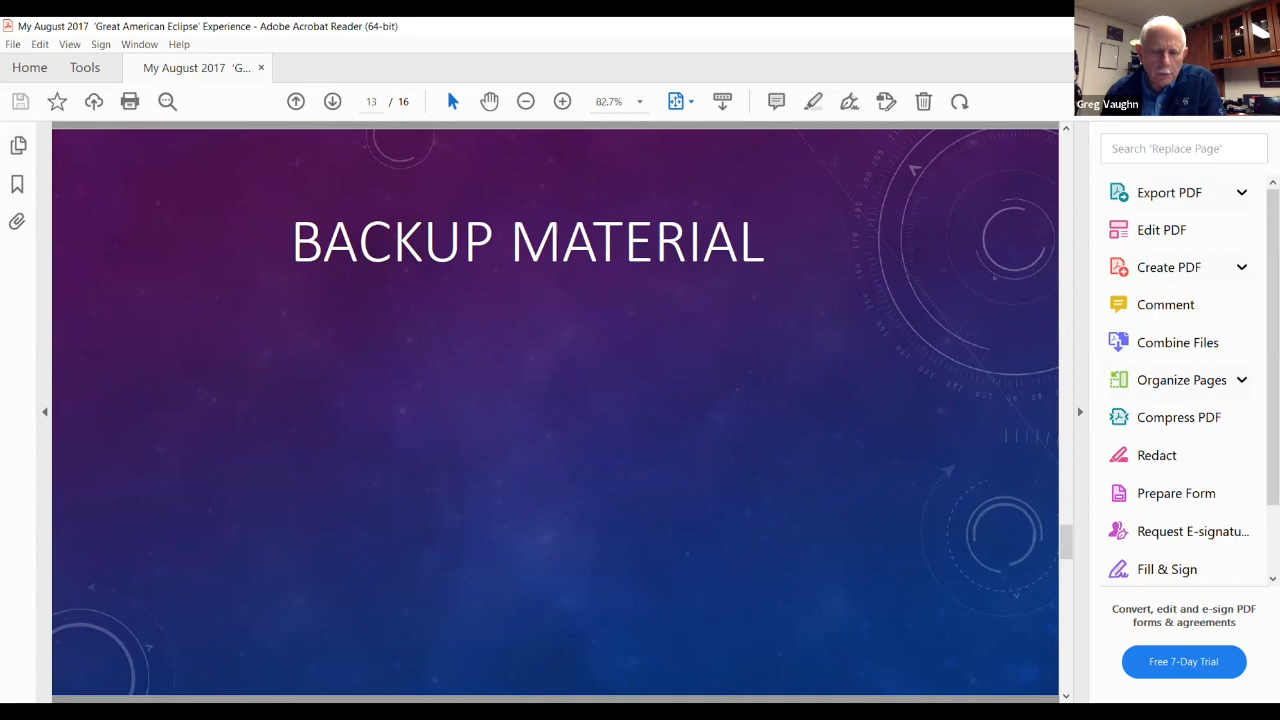 My August 2017 'Great American Eclipse' Experience - Adobe Acrobat Reader (64-bit)
File Edit View Sign Window Help
Home Tools My August 2017 'G... ×
13 / 16 82.7%
Greg Vaughn
BACKUP MATERIAL
Search 'Replace Page'
Export PDF
Edit PDF
Create PDF
Comment
Combine Files
Organize Pages
Compress PDF
Redact
Prepare Form
Request E-signatu...
Fill & Sign
Convert, edit and e-sign PDF
forms & agreements
Free 7-Day Trial